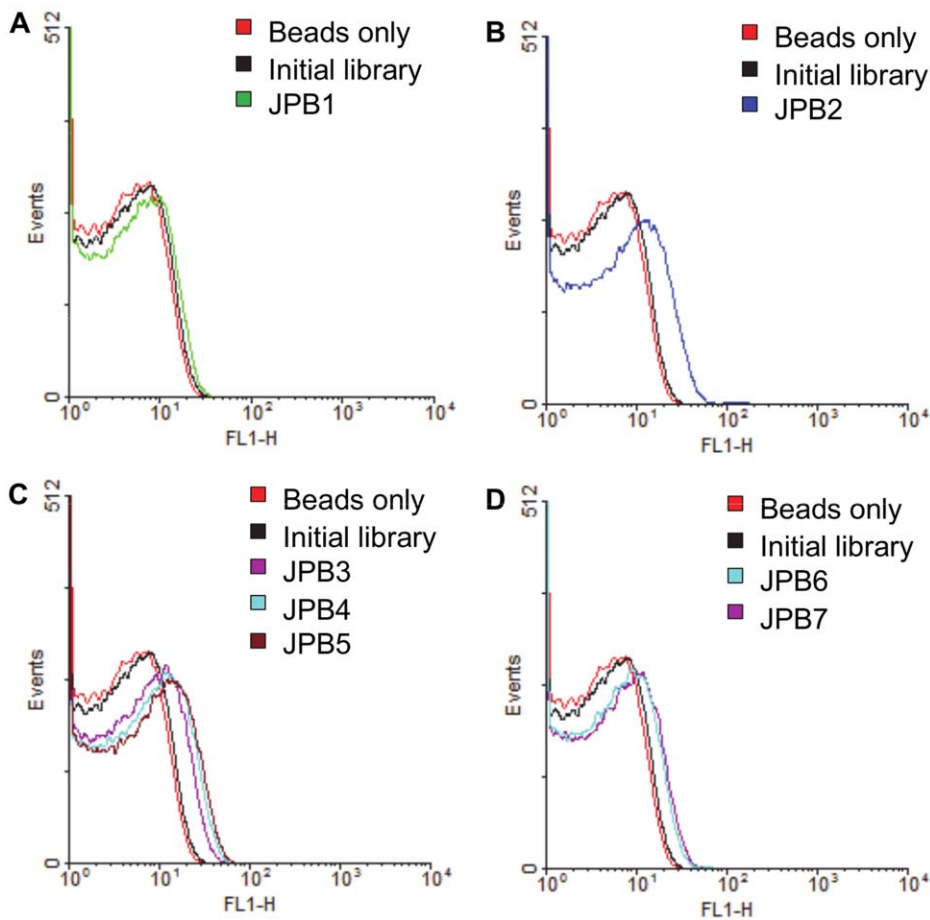 A
512
Beads only
Initial library
JPB1
Events
0
10⁰ 10¹ 10² 10³ 10⁴
FL1-H
B
512
Beads only
Initial library
JPB2
Events
0
10⁰ 10¹ 10² 10³ 10⁴
FL1-H
C
512
Beads only
Initial library
JPB3
JPB4
JPB5
Events
0
10⁰ 10¹ 10² 10³ 10⁴
FL1-H
D
512
Beads only
Initial library
JPB6
JPB7
Events
0
10⁰ 10¹ 10² 10³ 10⁴
FL1-H